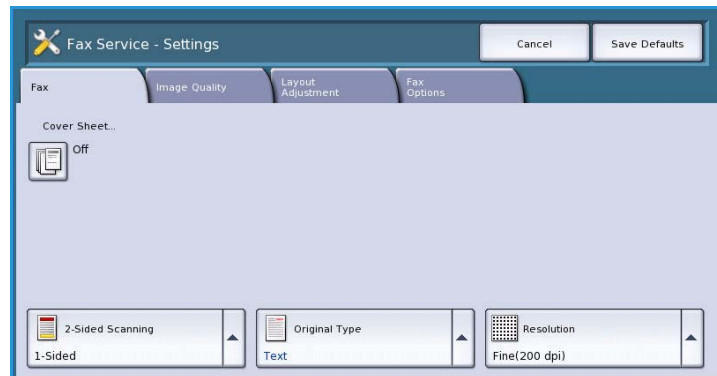 Fax Service - Settings
Cancel
Save Defaults
Fax
Image Quality
Layout
Adjustment
Fax
Options
Cover Sheet...
Off
2-Sided Scanning
1-Sided
Original Type
Text
Resolution
Fine(200 dpi)